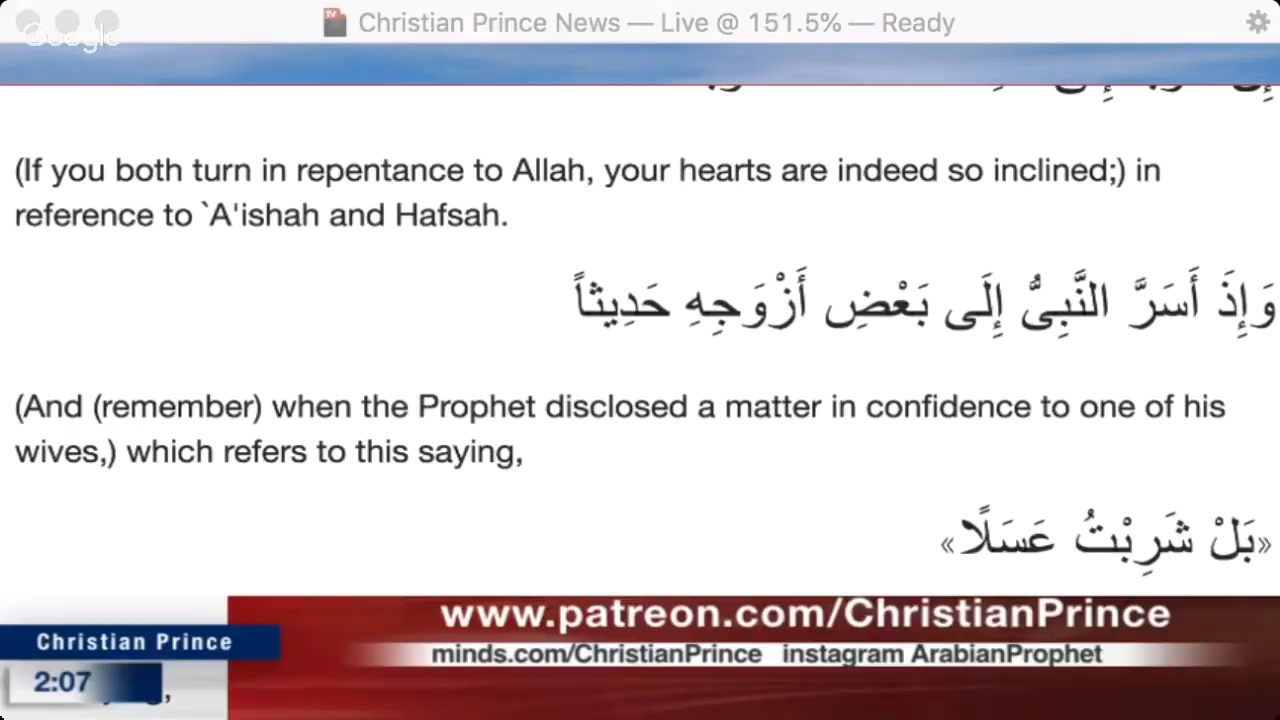 Christian Prince News — Live @ 151.5% — Ready
Google
(If you both turn in repentance to Allah, your hearts are indeed so inclined;) in
reference to `A'ishah and Hafsah.
وَإِذَ أَسَرَّ النَّبِىُّ إِلَى بَعْضِ أَزْوَجِهِ حَدِيثاً
(And (remember) when the Prophet disclosed a matter in confidence to one of his
wives,) which refers to this saying,
«بَلْ شَرِبْتُ عَسَلًا»
www.patreon.com/ChristianPrince
Christian Prince
minds.com/ChristianPrince instagram ArabianProphet
2:07